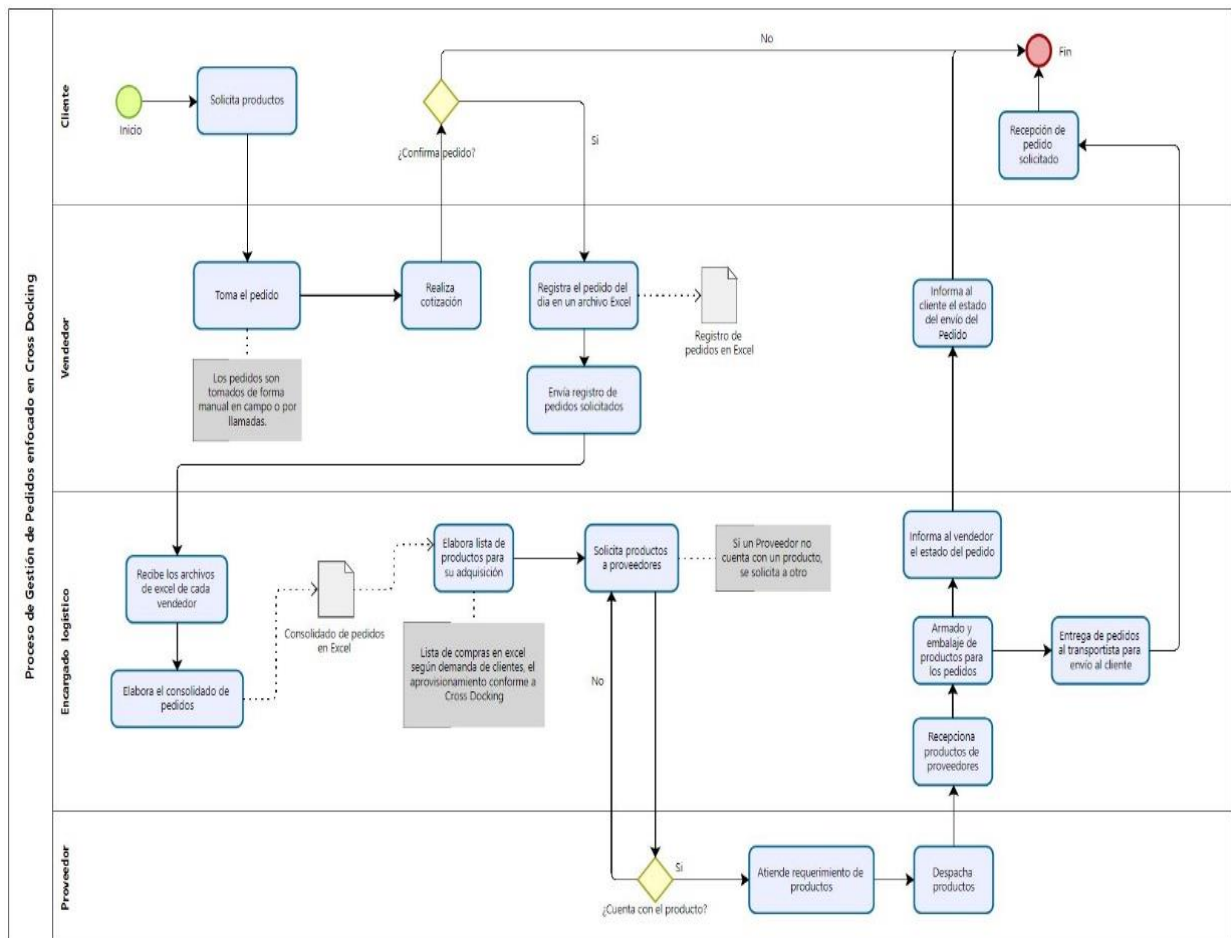 Proceso de Gestión de Pedidos enfocado en Cross Docking
Cliente
Inicio
Solicita productos
¿Confirma pedido?
No
Si
Fin
Recepción de
pedido
solicitado
Vendedor
Toma el pedido
Los pedidos son
tomados de forma
manual en campo o por
llamadas.
Realiza
cotización
Registra el pedido del
dia en un archivo Excel
Registro de
pedidos en Excel
Envía registro de
pedidos solicitados
Informa al
cliente el estado
del envío del
Pedido
Encargado logístico
Recibe los archivos
de excel de cada
vendedor
Elabora el consolidado de
pedidos
Consolidado de pedidos
en Excel
Elabora lista de
productos para
su adquisición
Lista de compras en excel
según demanda de clientes, el
aprovisionamiento conforme a
Cross Docking
Solicita productos
a proveedores
Si un Proveedor no
cuenta con un producto,
se solicita a otro
No
Informa al vendedor
el estado del pedido
Armado y
embalaje de
productos para
los pedidos
Entrega de pedidos
al transportista para
envío al cliente
Recepciona
productos de
proveedores
Proveedor
¿Cuenta con el producto?
Si
Atiende requerimiento de
productos
Despacha
productos